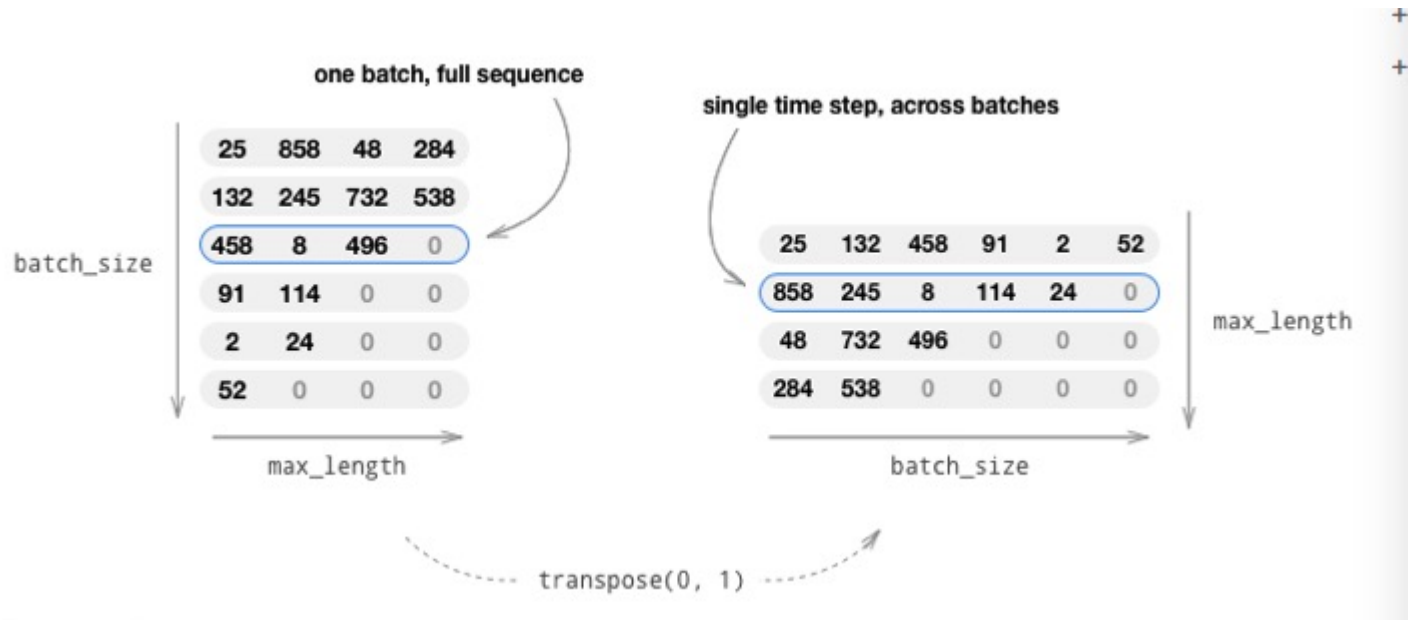 one batch, full sequence
single time step, across batches
25 858 48 284
132 245 732 538
458 8 496 0
91 114 0 0
2 24 0 0
52 0 0 0
batch_size
max_length
25 132 458 91 2 52
858 245 8 114 24 0
48 732 496 0 0 0
284 538 0 0 0 0
max_length
batch_size
transpose(0, 1)
+
+